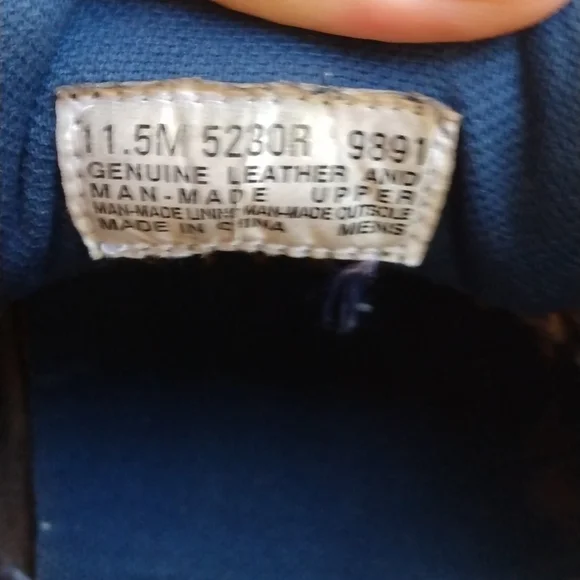 11.5M 5230R 9891
GENUINE LEATHER AND
MAN-MADE UPPER
MAN-MADE LINING MAN-MADE OUTSOLE
MADE IN CHINA MENS